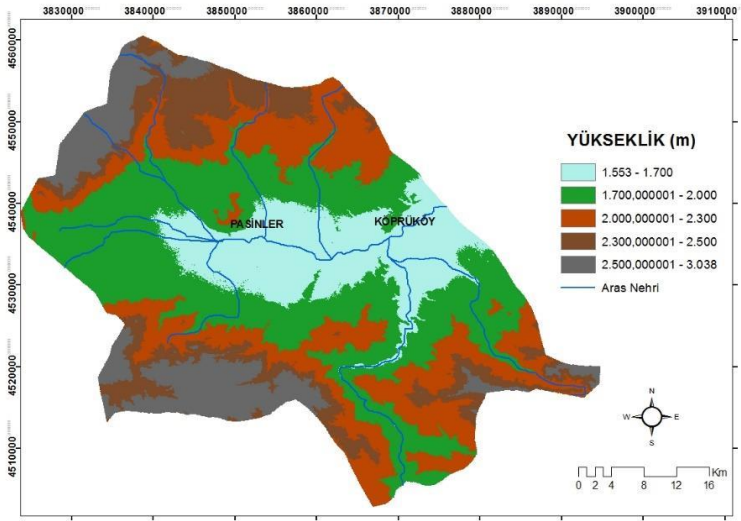 3830000 3840000 3850000 3860000 3870000 3880000 3890000 3900000 3910000
4560000
4550000
4540000
4530000
4520000
4510000
PASİNLER
KÖPRÜKÖY
YÜKSEKLİK (m)
1.553 - 1.700
1.700,000001 - 2.000
2.000,000001 - 2.300
2.300,000001 - 2.500
2.500,000001 - 3.038
Aras Nehri
N
W E
S
Km
0 2 4 8 12 16